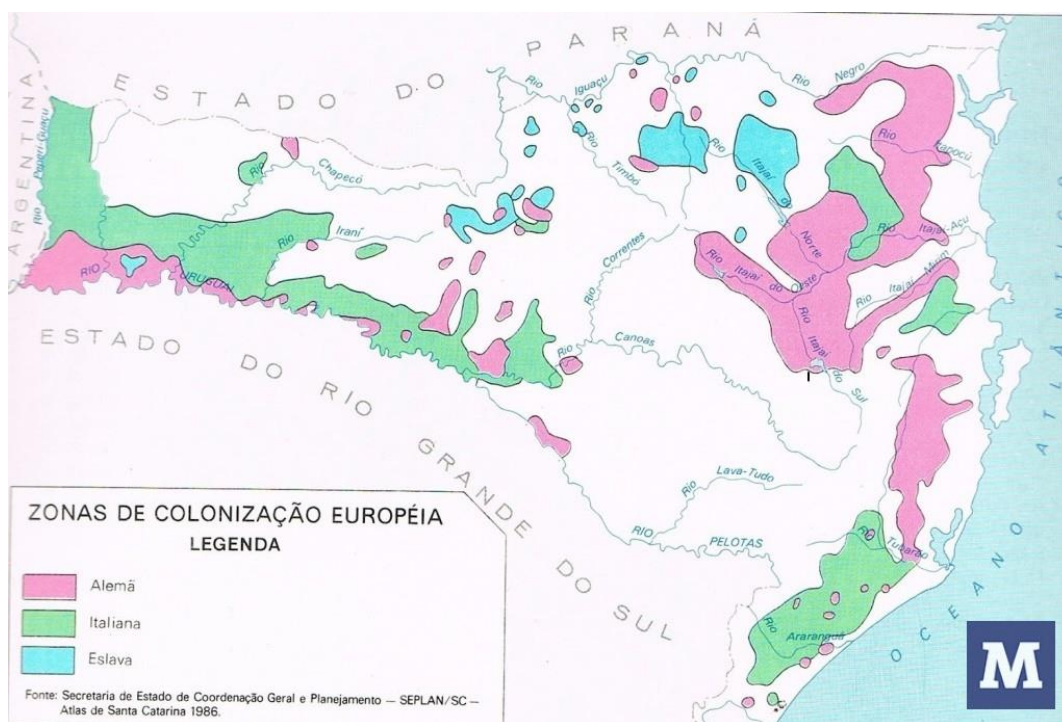 ESTADO DO PARANÁ
ARGENTINA
Rio Peperi-Guaçu
Rio Chapecó
Rio Iguaçu
Rio Negro
Rio Timbó
Rio Itajaí do Norte
Rio Itapocú
Rio Iraní
RIO URUGUAI
Rio Correntes
Rio Itajaí do Oeste
Rio Itajaí-Açu
Rio Itajaí Mirim
Rio Itajaí do Sul
Rio Canoas
ESTADO DO RIO GRANDE DO SUL
Rio Lava-Tudo
RIO PELOTAS
Rio Tubarão
Rio Araranguá
OCEANO ATLÂNTI
ZONAS DE COLONIZAÇÃO EUROPÉIA
LEGENDA
Alemã
Italiana
Eslava
Fonte: Secretaria de Estado de Coordenação Geral e Planejamento — SEPLAN/SC —
Atlas de Santa Catarina 1986.
M